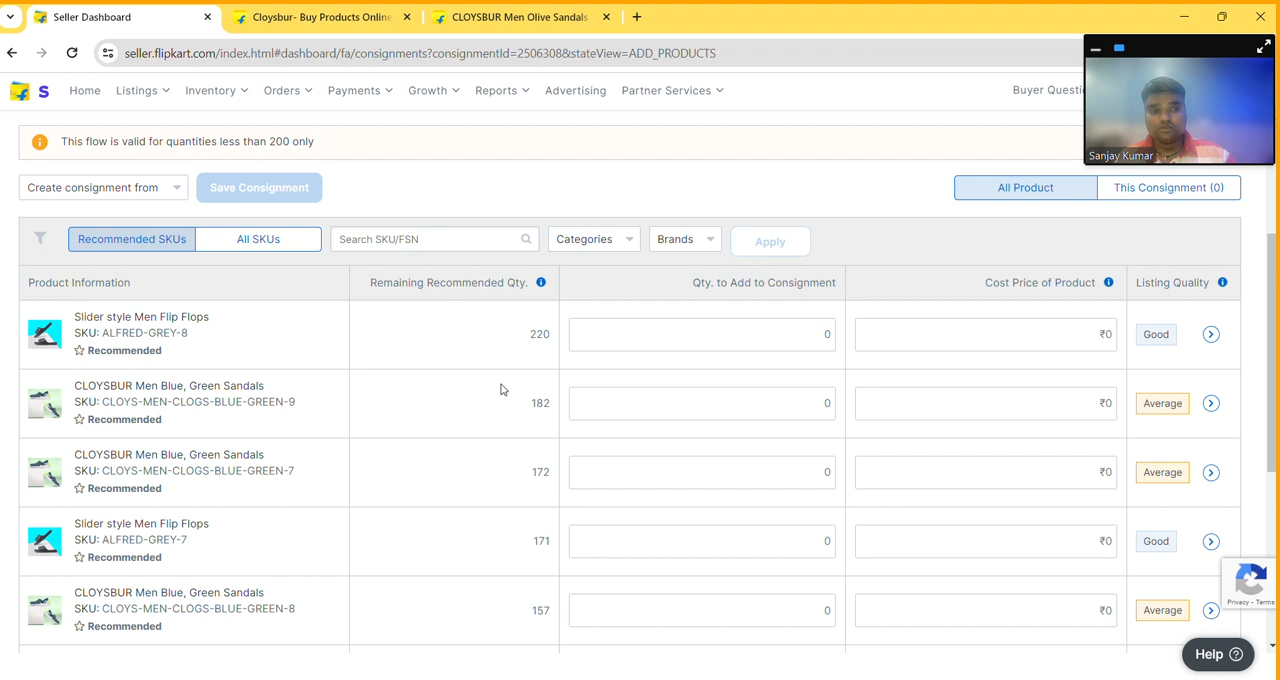 Seller Dashboard
Cloysbur- Buy Products Online
CLOYSBUR Men Olive Sandals
seller.flipkart.com/index.html#dashboard/fa/consignments?consignmentId=2506308&stateView=ADD_PRODUCTS
S Home Listings Inventory Orders Payments Growth Reports Advertising Partner Services Buyer Questi
Sanjay Kumar
This flow is valid for quantities less than 200 only
Create consignment from Save Consignment All Product This Consignment (0)
Recommended SKUs All SKUs Search SKU/FSN Categories Brands Apply
Product Information Remaining Recommended Qty. Qty. to Add to Consignment Cost Price of Product Listing Quality
Slider style Men Flip Flops
SKU: ALFRED-GREY-8 220 0 ₹0 Good
Recommended
CLOYSBUR Men Blue, Green Sandals
SKU: CLOYS-MEN-CLOGS-BLUE-GREEN-9 182 0 ₹0 Average
Recommended
CLOYSBUR Men Blue, Green Sandals
SKU: CLOYS-MEN-CLOGS-BLUE-GREEN-7 172 0 ₹0 Average
Recommended
Slider style Men Flip Flops
SKU: ALFRED-GREY-7 171 0 ₹0 Good
Recommended
CLOYSBUR Men Blue, Green Sandals
SKU: CLOYS-MEN-CLOGS-BLUE-GREEN-8 157 0 ₹0 Average
Recommended
Privacy - Terms
Help